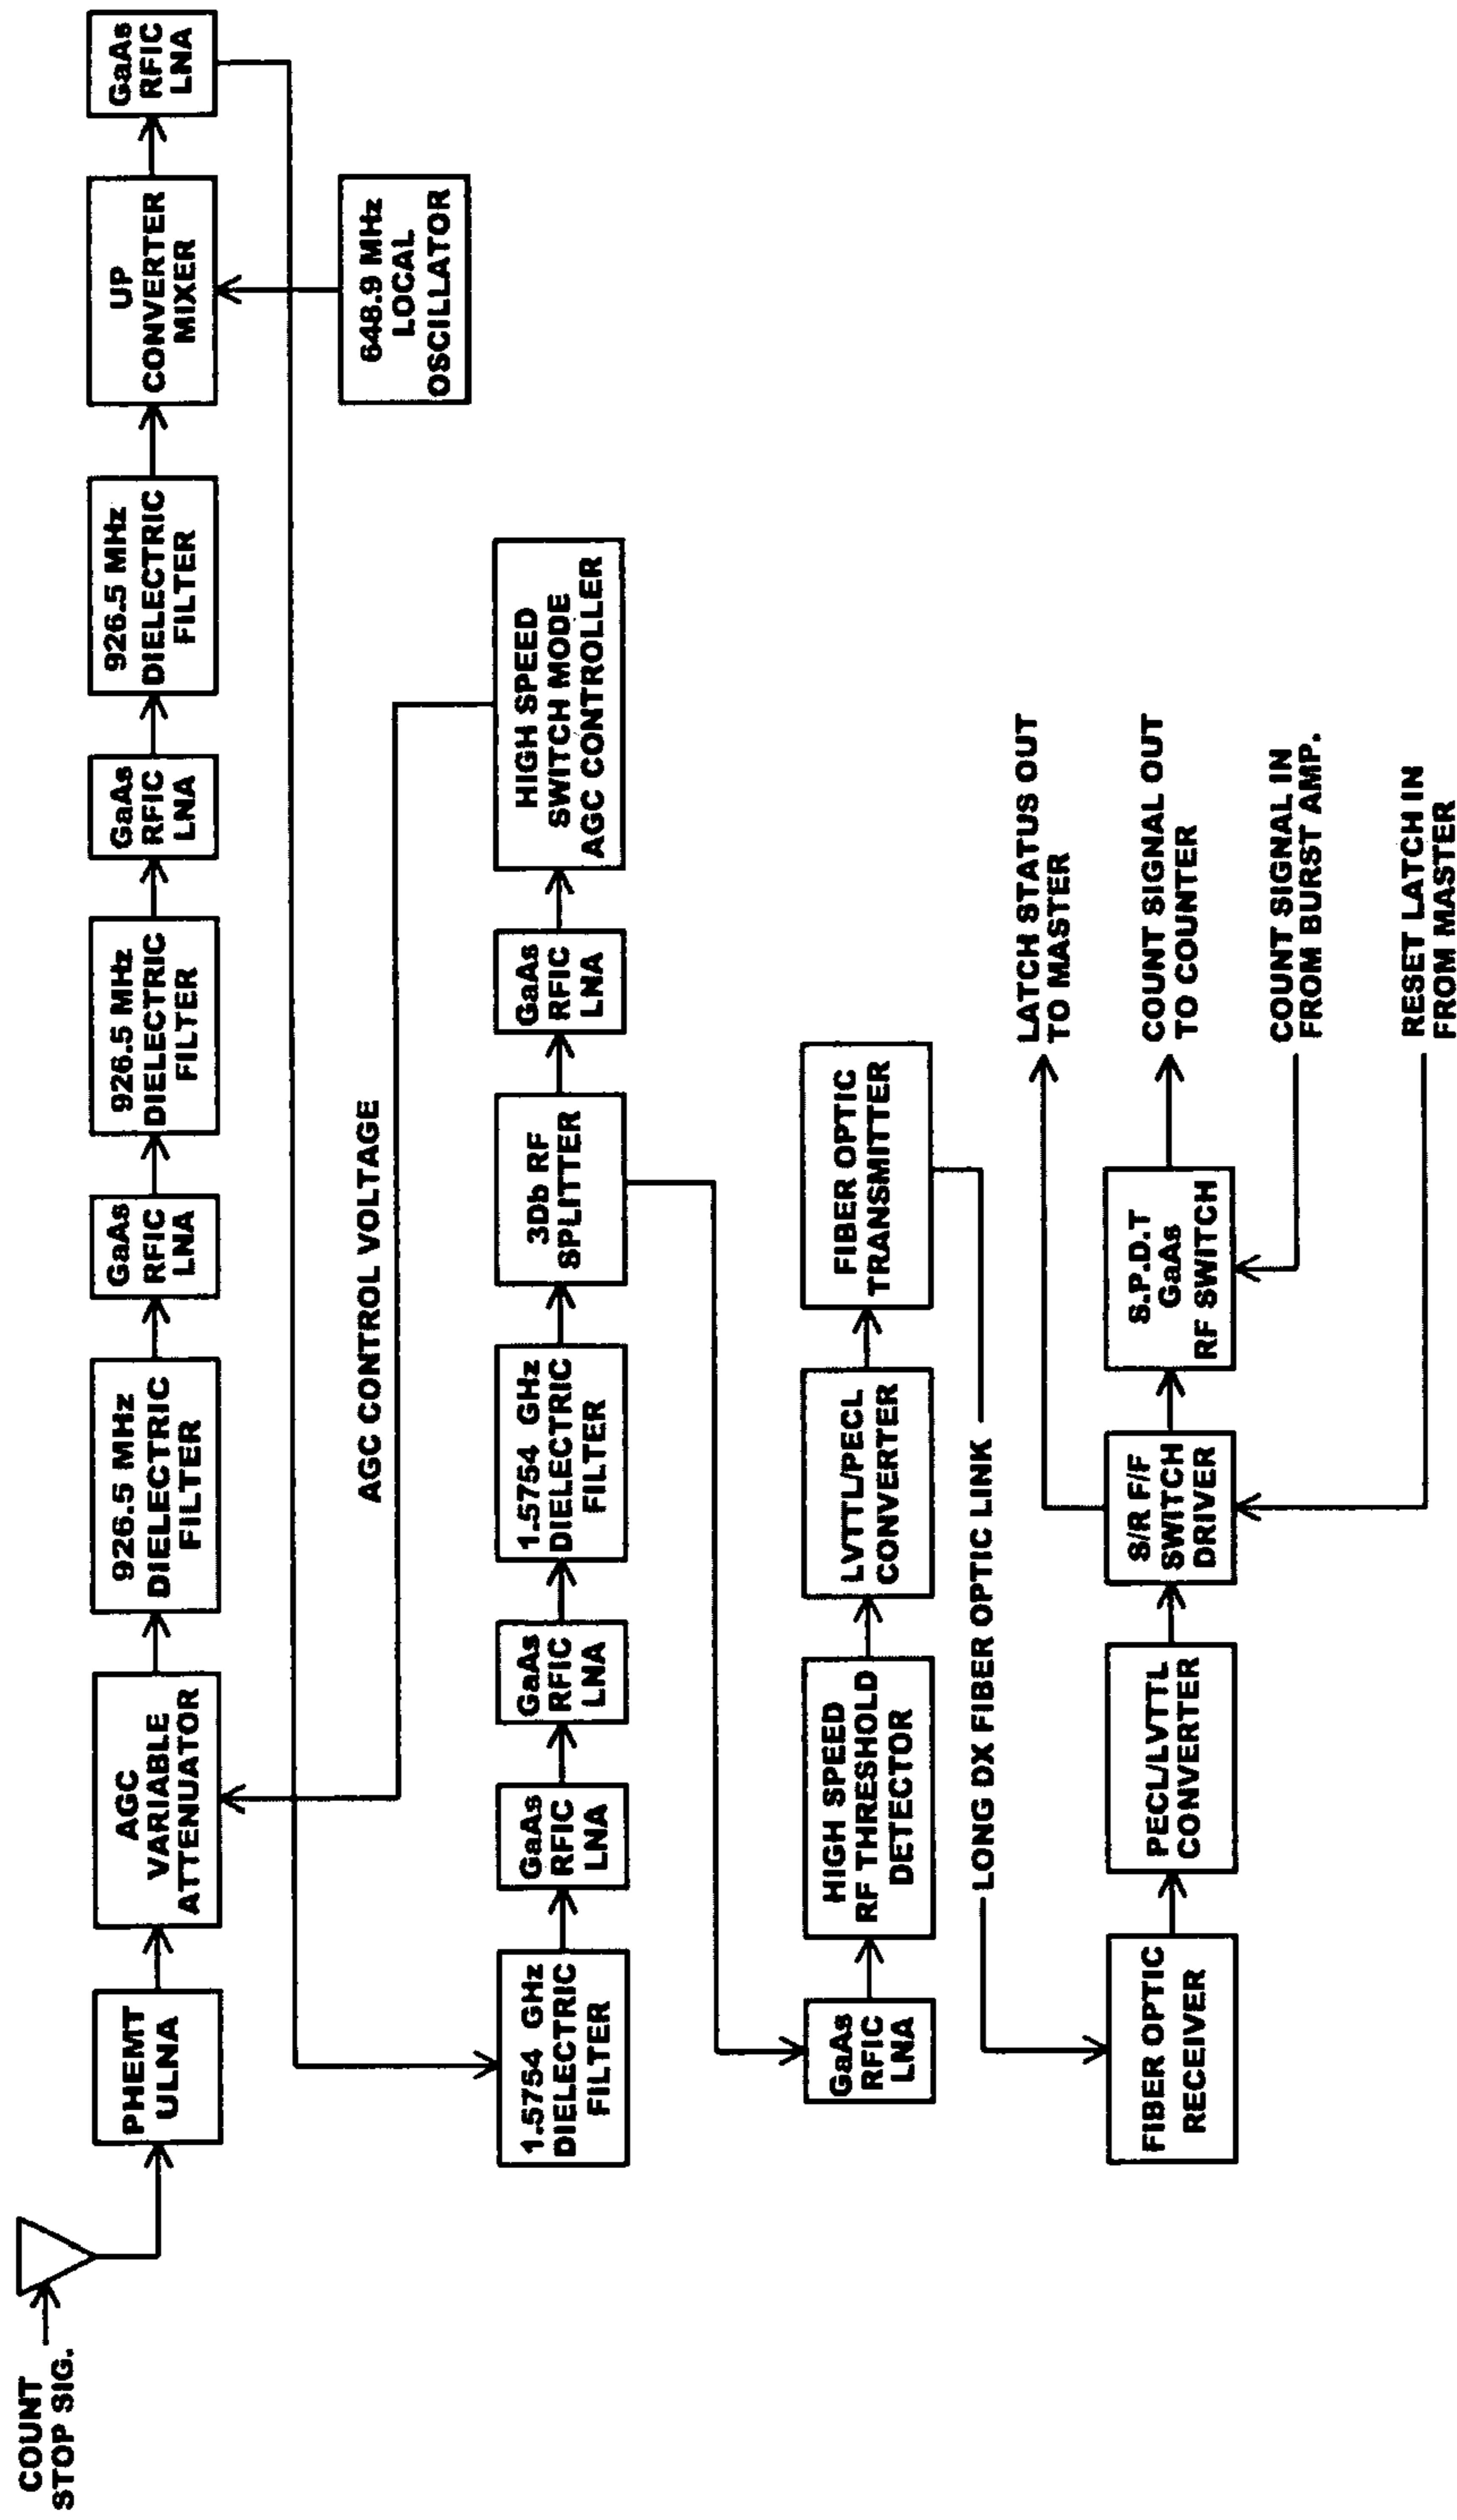 COUNT
STOP SIG.
PHEMT
ULNA
AGC
VARIABLE
ATTENUATOR
926.5 MHz
DIELECTRIC
FILTER
GaAs
RFIC
LNA
926.5 MHz
DIELECTRIC
FILTER
GaAs
RFIC
LNA
926.5 MHz
DIELECTRIC
FILTER
UP
CONVERTER
MIXER
GaAs
RFIC
LNA
648.9 MHz
LOCAL
OSCILLATOR
AGC CONTROL VOLTAGE
1.5754 GHz
DIELECTRIC
FILTER
GaAs
RFIC
LNA
GaAs
RFIC
LNA
1.5754 GHz
DIELECTRIC
FILTER
3Db RF
SPLITTER
GaAs
RFIC
LNA
HIGH SPEED
SWITCH MODE
AGC CONTROLLER
GaAs
RFIC
LNA
HIGH SPEED
RF THRESHOLD
DETECTOR
LVTTL/PECL
CONVERTER
FIBER OPTIC
TRANSMITTER
LONG DX FIBER OPTIC LINK
FIBER OPTIC
RECEIVER
PECL/LVTTL
CONVERTER
S/R F/F
SWITCH
DRIVER
S.P.D.T
GaAs
RF SWITCH
LATCH STATUS OUT
TO MASTER
COUNT SIGNAL OUT
TO COUNTER
COUNT SIGNAL IN
FROM BURST AMP.
RESET LATCH IN
FROM MASTER